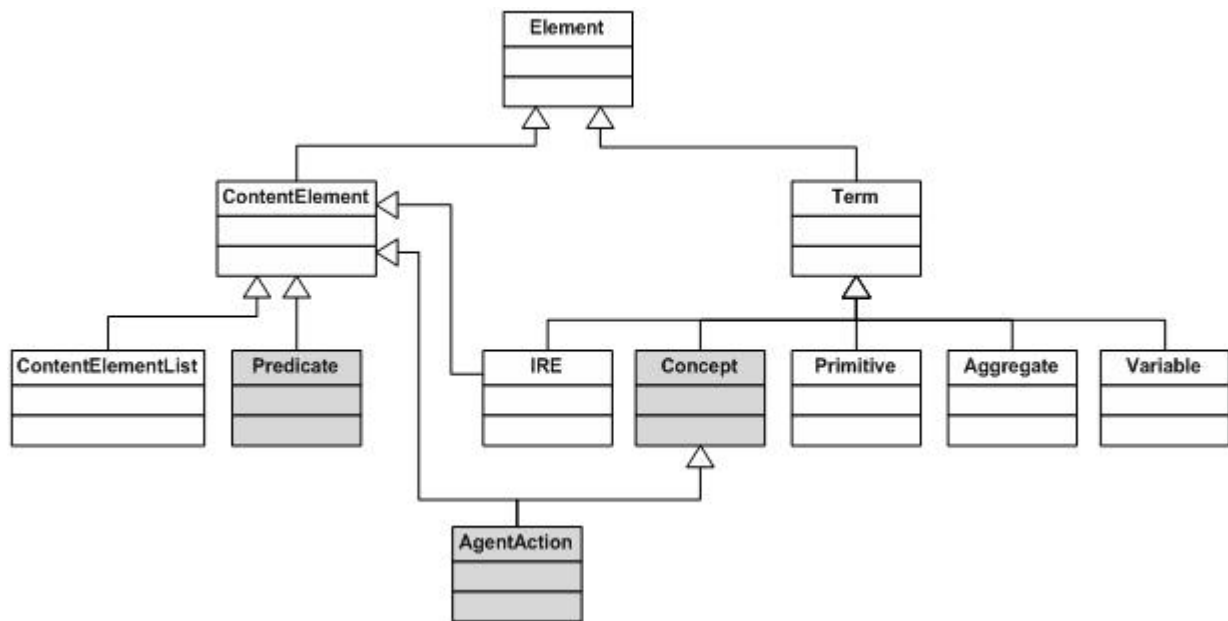 Element
ContentElement
Term
ContentElementList
Predicate
IRE
Concept
Primitive
Aggregate
Variable
AgentAction